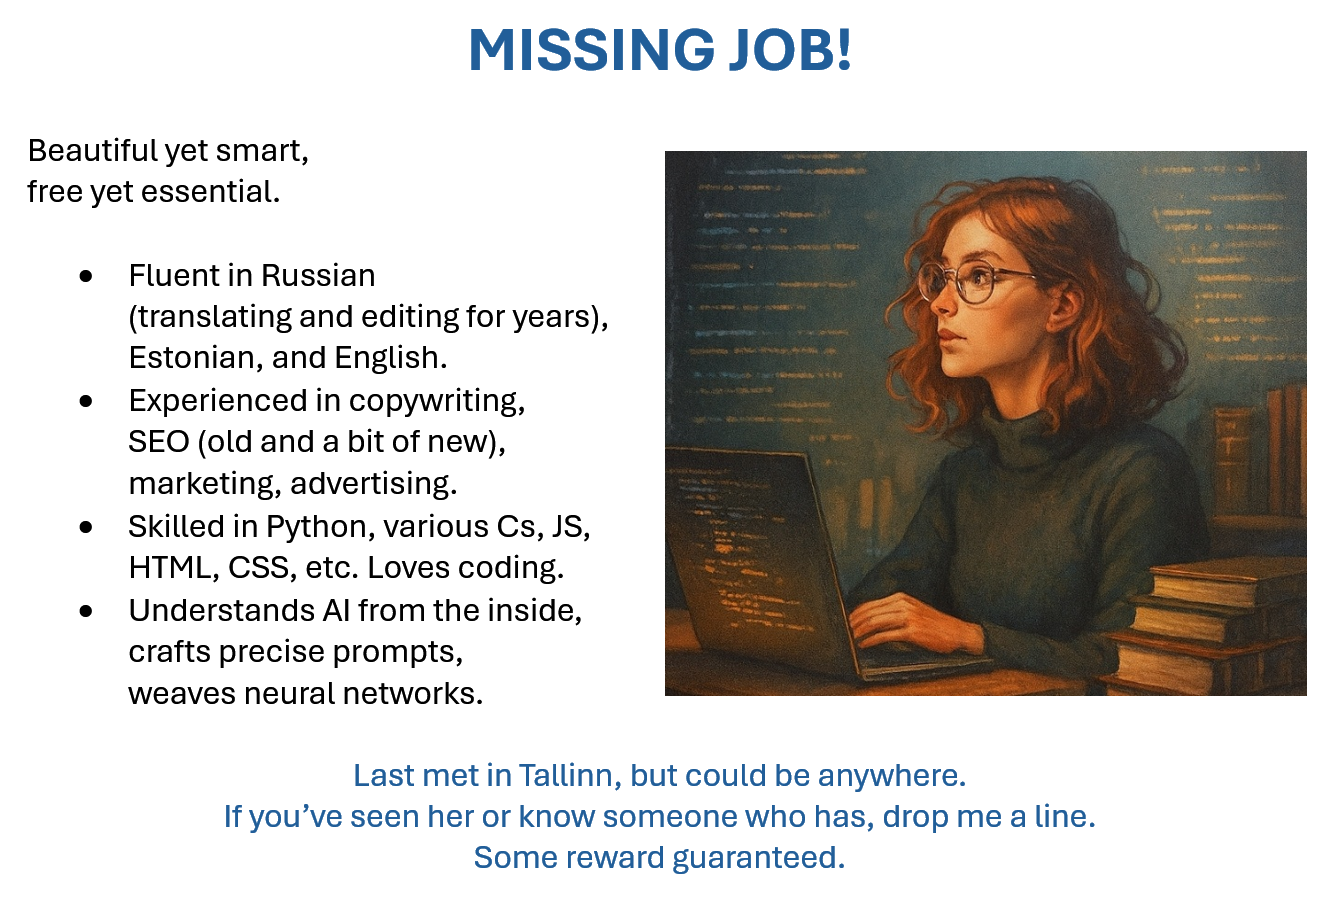 MISSING JOB!
Beautiful yet smart,
free yet essential.
• Fluent in Russian
(translating and editing for years),
Estonian, and English.
• Experienced in copywriting,
SEO (old and a bit of new),
marketing, advertising.
• Skilled in Python, various Cs, JS,
HTML, CSS, etc. Loves coding.
• Understands AI from the inside,
crafts precise prompts,
weaves neural networks.
Last met in Tallinn, but could be anywhere.
If you’ve seen her or know someone who has, drop me a line.
Some reward guaranteed.